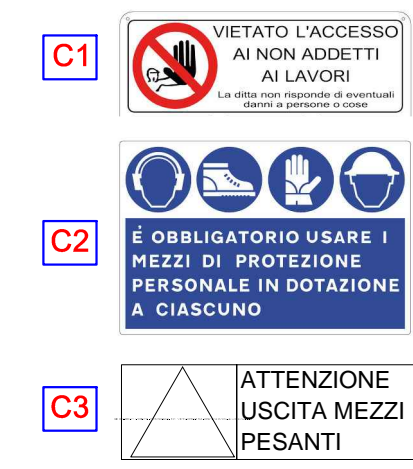 C1
VIETATO L'ACCESSO
AI NON ADDETTI
AI LAVORI
La ditta non risponde di eventuali
danni a persone o cose
C2
È OBBLIGATORIO USARE I
MEZZI DI PROTEZIONE
PERSONALE IN DOTAZIONE
A CIASCUNO
C3
ATTENZIONE
USCITA MEZZI
PESANTI